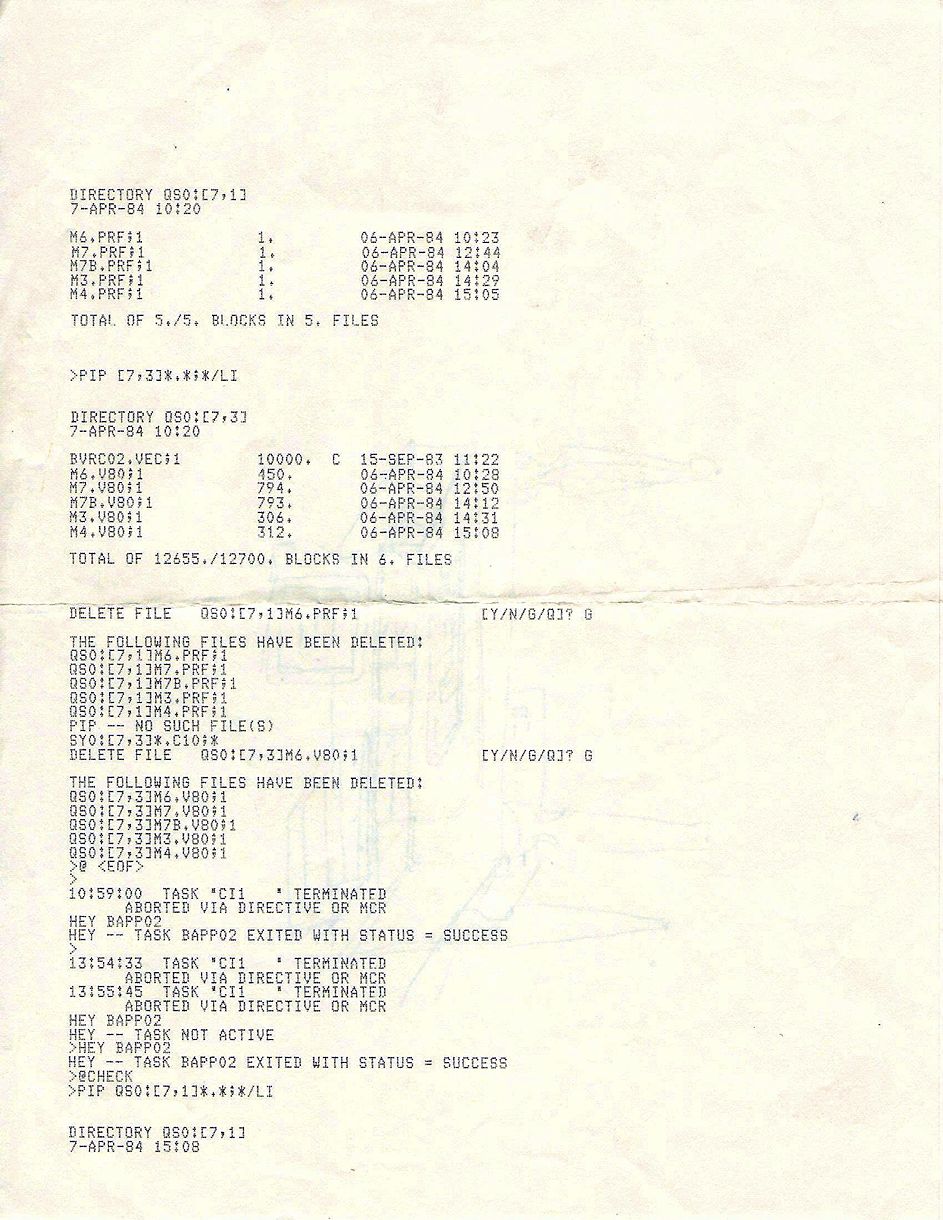 DIRECTORY QS0:[7,1]
7-APR-84 10:20
M6.PRF;1 1. 06-APR-84 10:23
M7.PRF;1 1. 06-APR-84 12:44
M7B.PRF;1 1. 06-APR-84 14:04
M3.PRF;1 1. 06-APR-84 14:29
M4.PRF;1 1. 06-APR-84 15:05
TOTAL OF 5./5. BLOCKS IN 5. FILES
>PIP [7,3]*.*;*/LI
DIRECTORY QS0:[7,3]
7-APR-84 10:20
BVRC02.VEC;1 10000. C 15-SEP-83 11:22
M6.V80;1 450. 06-APR-84 10:28
M7.V80;1 794. 06-APR-84 12:50
M7B.V80;1 793. 06-APR-84 14:12
M3.V80;1 306. 06-APR-84 14:31
M4.V80;1 312. 06-APR-84 15:08
TOTAL OF 12655./12700. BLOCKS IN 6. FILES
DELETE FILE QS0:[7,1]M6.PRF;1 [Y/N/G/Q]? G
THE FOLLOWING FILES HAVE BEEN DELETED:
QS0:[7,1]M6.PRF;1
QS0:[7,1]M7.PRF;1
QS0:[7,1]M7B.PRF;1
QS0:[7,1]M3.PRF;1
QS0:[7,1]M4.PRF;1
PIP -- NO SUCH FILE(S)
SY0:[7,3]*.C10;*
DELETE FILE QS0:[7,3]M6.V80;1 [Y/N/G/Q]? G
THE FOLLOWING FILES HAVE BEEN DELETED:
QS0:[7,3]M6.V80;1
QS0:[7,3]M7.V80;1
QS0:[7,3]M7B.V80;1
QS0:[7,3]M3.V80;1
QS0:[7,3]M4.V80;1
>@ <EOF>
>
10:59:00 TASK "CI1 " TERMINATED
ABORTED VIA DIRECTIVE OR MCR
HEY BAPP02
HEY -- TASK BAPP02 EXITED WITH STATUS = SUCCESS
>
13:54:33 TASK "CI1 " TERMINATED
ABORTED VIA DIRECTIVE OR MCR
13:55:45 TASK "CI1 " TERMINATED
ABORTED VIA DIRECTIVE OR MCR
HEY BAPP02
HEY -- TASK NOT ACTIVE
>HEY BAPP02
HEY -- TASK BAPP02 EXITED WITH STATUS = SUCCESS
>@CHECK
>PIP QS0:[7,1]*.*;*/LI
DIRECTORY QS0:[7,1]
7-APR-84 15:08